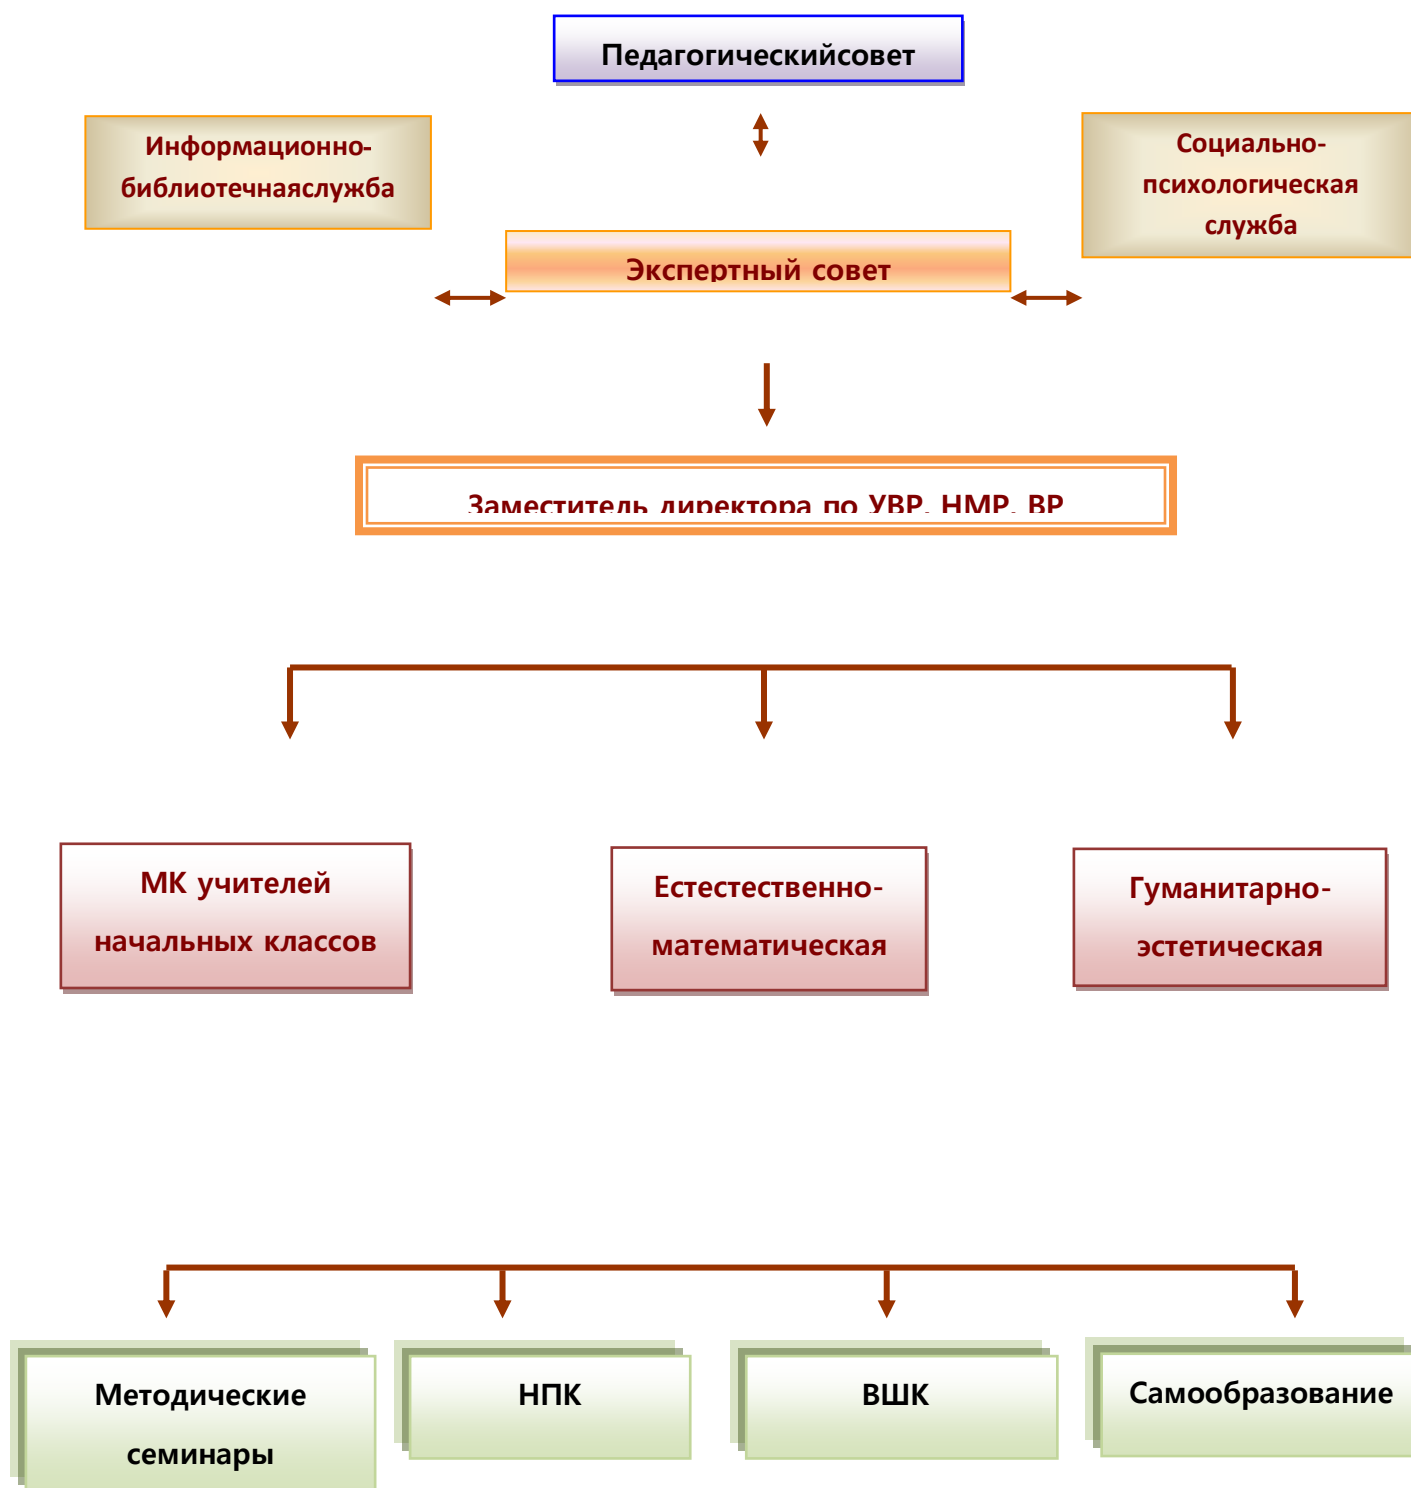 Педагогическийсовет
Информационно-
библиотечнаяслужба
Социально-
психологическая
служба
Экспертный совет
Заместитель директора по УВР, НМР, ВР
МК учителей
начальных классов
Естестественно-
математическая
Гуманитарно-
эстетическая
Методические
семинары
НПК
ВШК
Самообразование